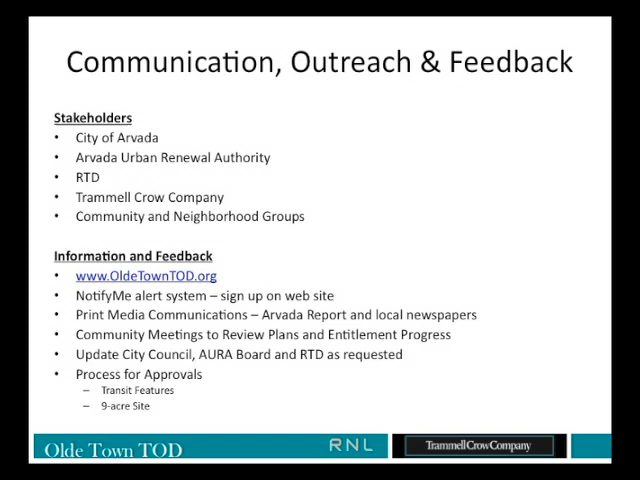 Communication, Outreach & Feedback
Stakeholders
• City of Arvada
• Arvada Urban Renewal Authority
• RTD
• Trammell Crow Company
• Community and Neighborhood Groups
Information and Feedback
• www.OldeTownTOD.org
• NotifyMe alert system – sign up on web site
• Print Media Communications – Arvada Report and local newspapers
• Community Meetings to Review Plans and Entitlement Progress
• Update City Council, AURA Board and RTD as requested
• Process for Approvals
– Transit Features
– 9-acre Site
Olde Town TOD
RNL
TrammellCrowCompany